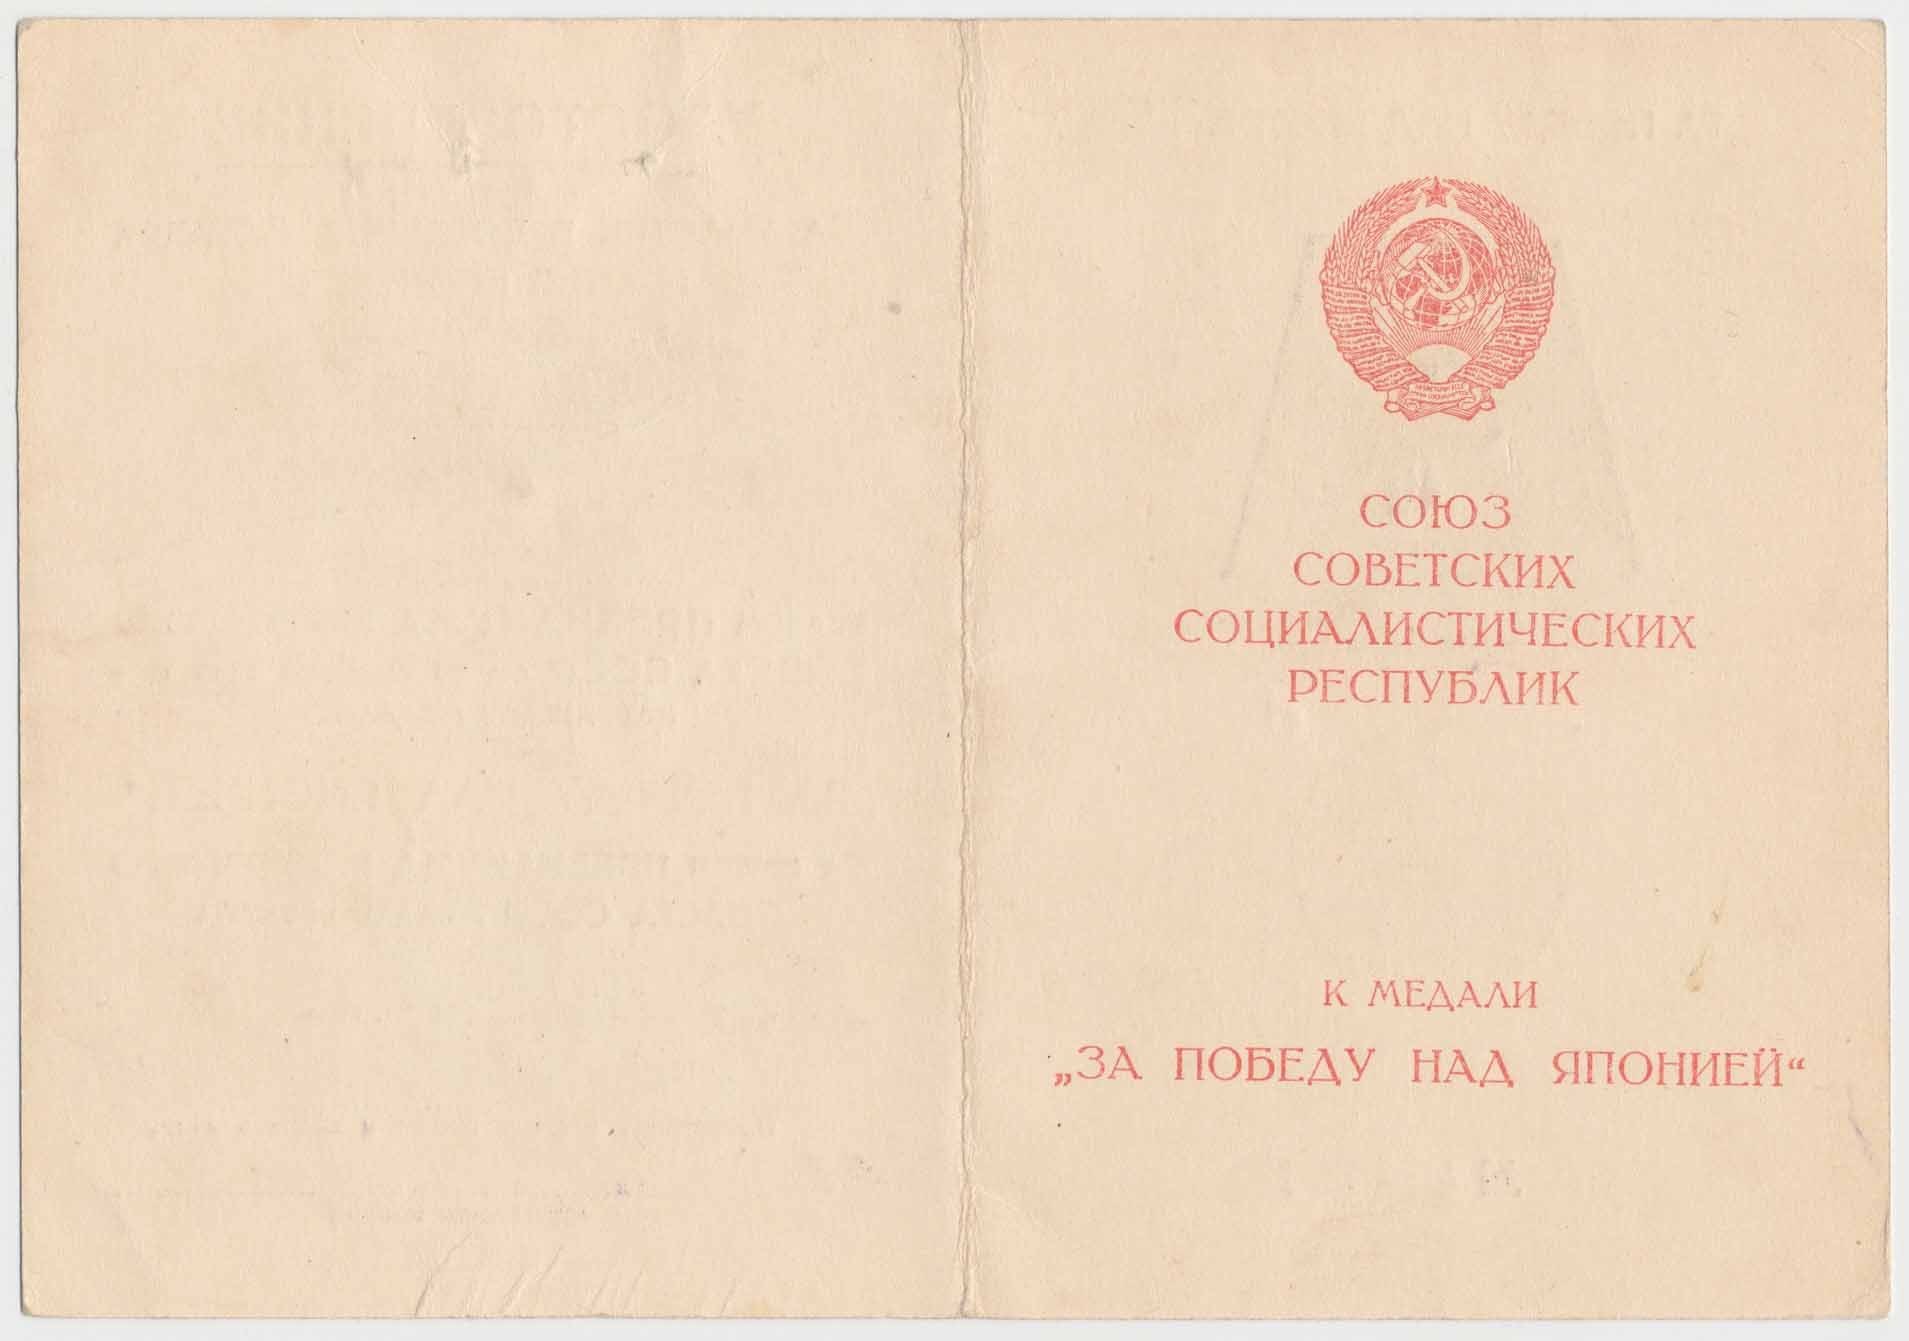 СОЮЗ
СОВЕТСКИХ
СОЦИАЛИСТИЧЕСКИХ
РЕСПУБЛИК
К МЕДАЛИ
„ЗА ПОБЕДУ НАД ЯПОНИЕЙ“